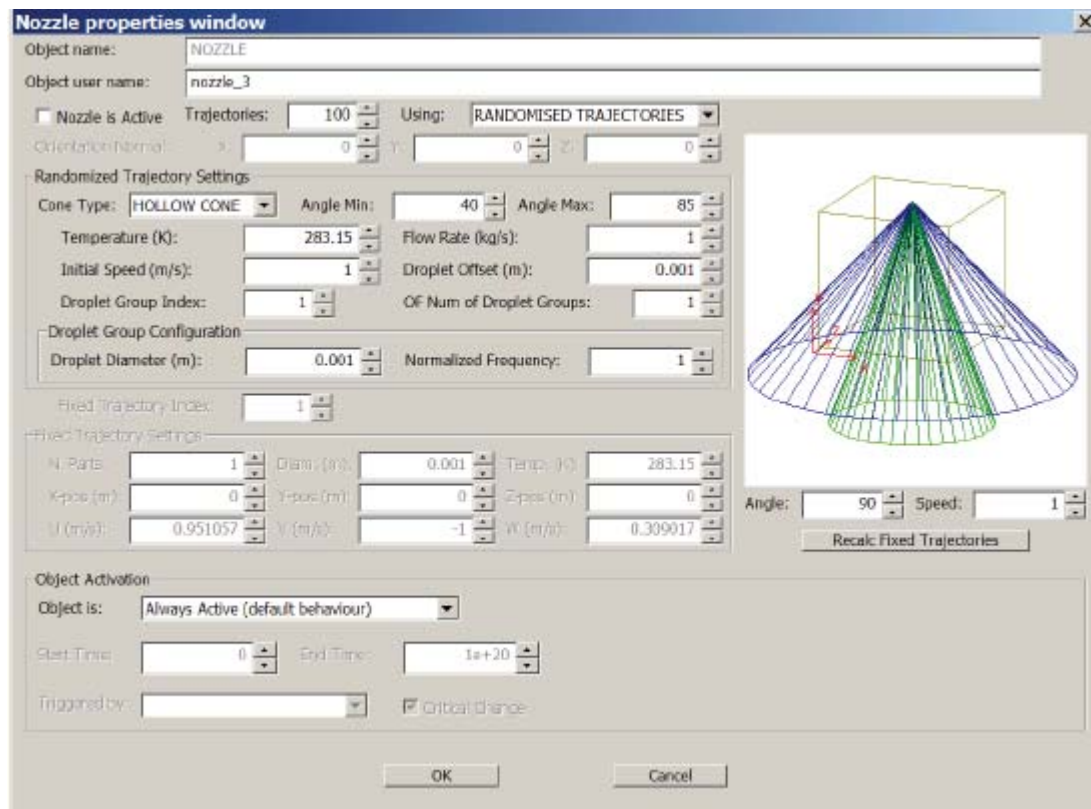 Nozzle properties window
Object name: NOZZLE
Object user name: nozzle_3
Nozzle is Active Trajectories: 100 Using: RANDOMISED TRAJECTORIES
Orientation Normal: X: 0 Y: 0 Z: 0
Randomized Trajectory Settings
Cone Type: HOLLOW CONE Angle Min: 40 Angle Max: 85
Temperature (K): 283.15 Flow Rate (kg/s): 1
Initial Speed (m/s): 1 Droplet Offset (m): 0.001
Droplet Group Index: 1 OF Num of Droplet Groups: 1
Droplet Group Configuration
Droplet Diameter (m): 0.001 Normalized Frequency: 1
Fixed Trajectory Index: 1
Fixed Trajectory Settings
N. Parts 1 Diam. (m): 0.001 Temp. (K) 283.15
X-pos (m): 0 Y-pos (m): 0 Z-pos (m): 0
U (m/s): 0.951057 V (m/s): -1 W (m/s): 0.309017
Angle: 90 Speed: 1
Recalc Fixed Trajectories
Object Activation
Object is: Always Active (default behaviour)
Start Time: 0 End Time: 1e+20
Triggered by: Critical Chance
OK Cancel